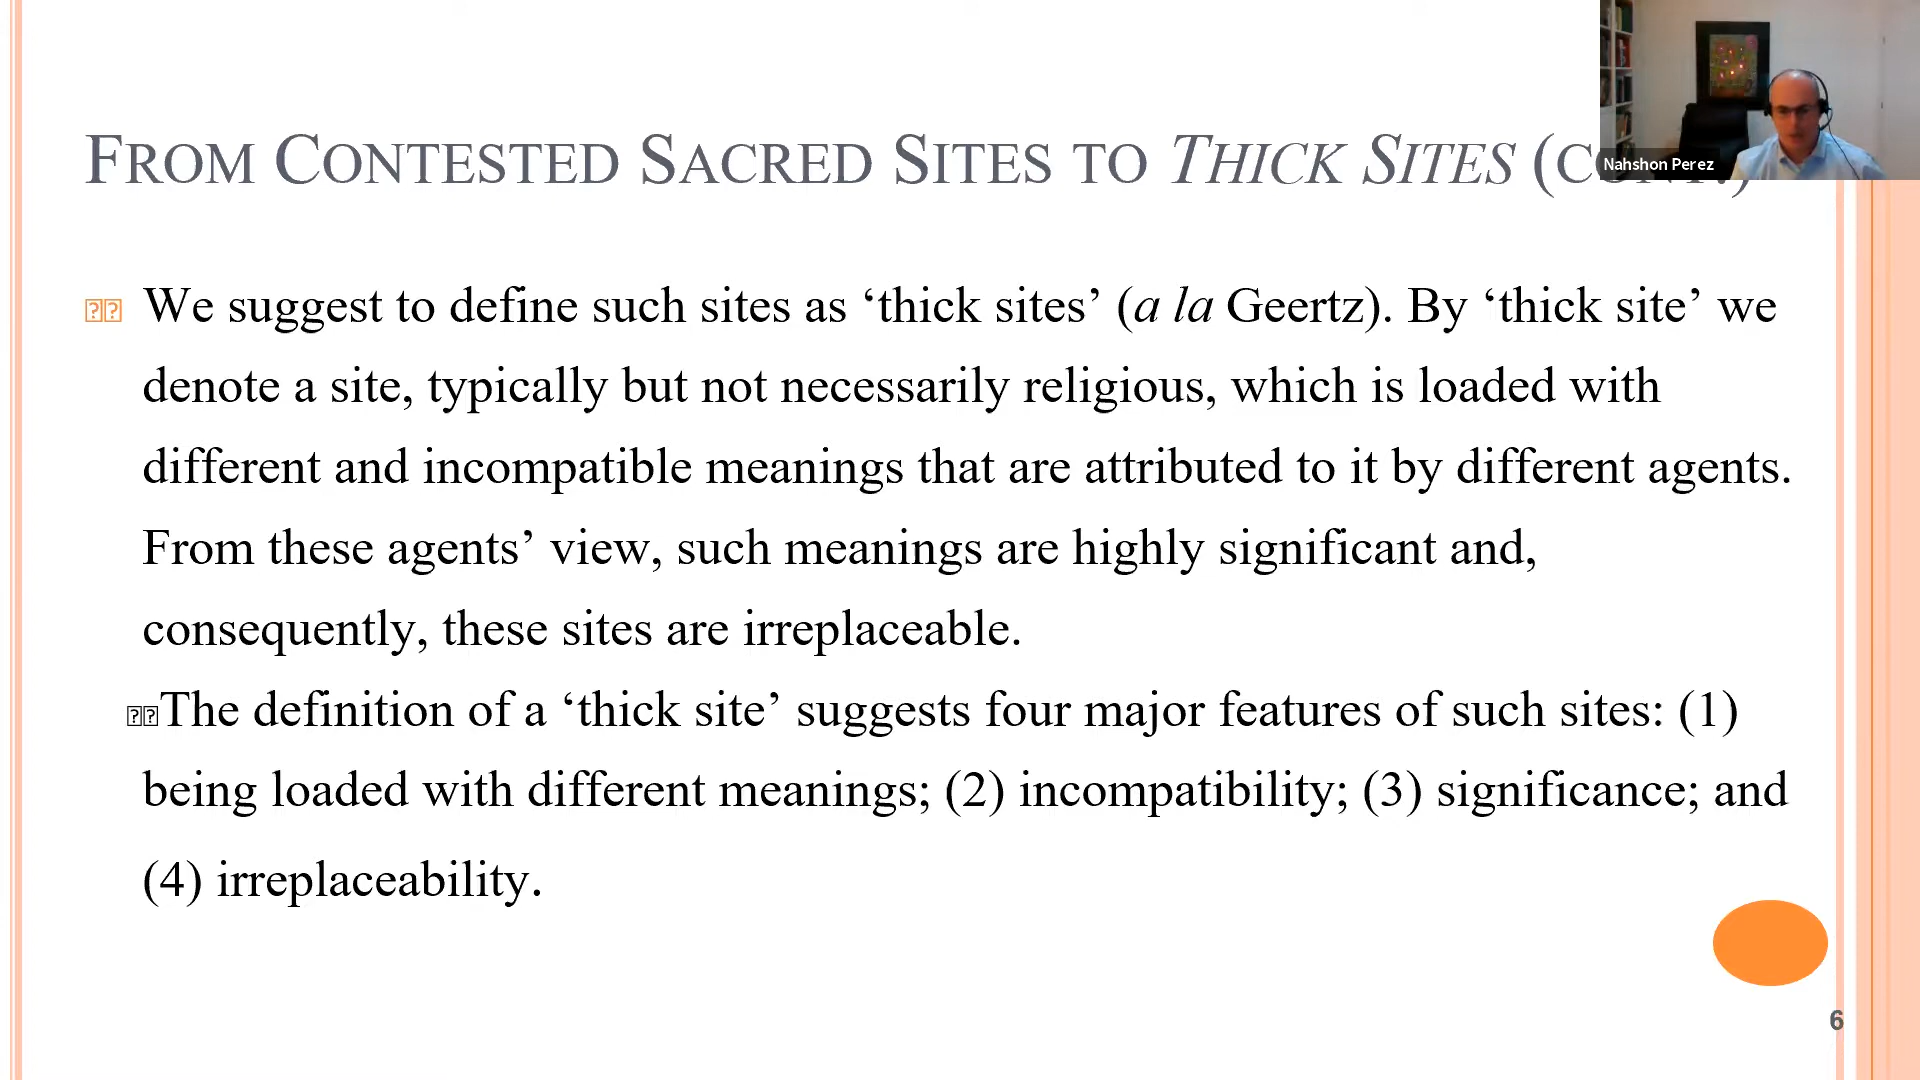 FROM CONTESTED SACRED SITES TO THICK SITES (CONT.)
Nahshon Perez
We suggest to define such sites as ‘thick sites’ (a la Geertz). By ‘thick site’ we
denote a site, typically but not necessarily religious, which is loaded with
different and incompatible meanings that are attributed to it by different agents.
From these agents’ view, such meanings are highly significant and,
consequently, these sites are irreplaceable.
The definition of a ‘thick site’ suggests four major features of such sites: (1)
being loaded with different meanings; (2) incompatibility; (3) significance; and
(4) irreplaceability.
6